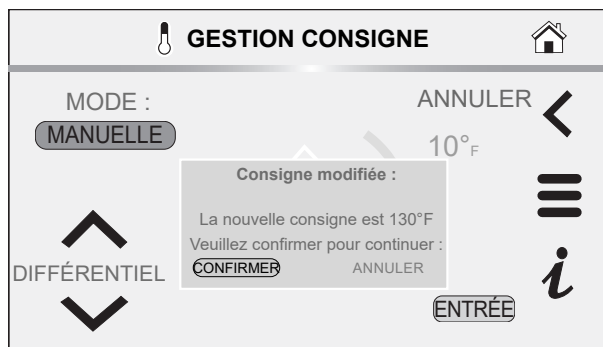 GESTION CONSIGNE
MODE :
MANUELLE
ANNULER
10°F
Consigne modifiée :
La nouvelle consigne est 130°F
Veuillez confirmer pour continuer :
CONFIRMER ANNULER
DIFFÉRENTIEL
i
ENTRÉE